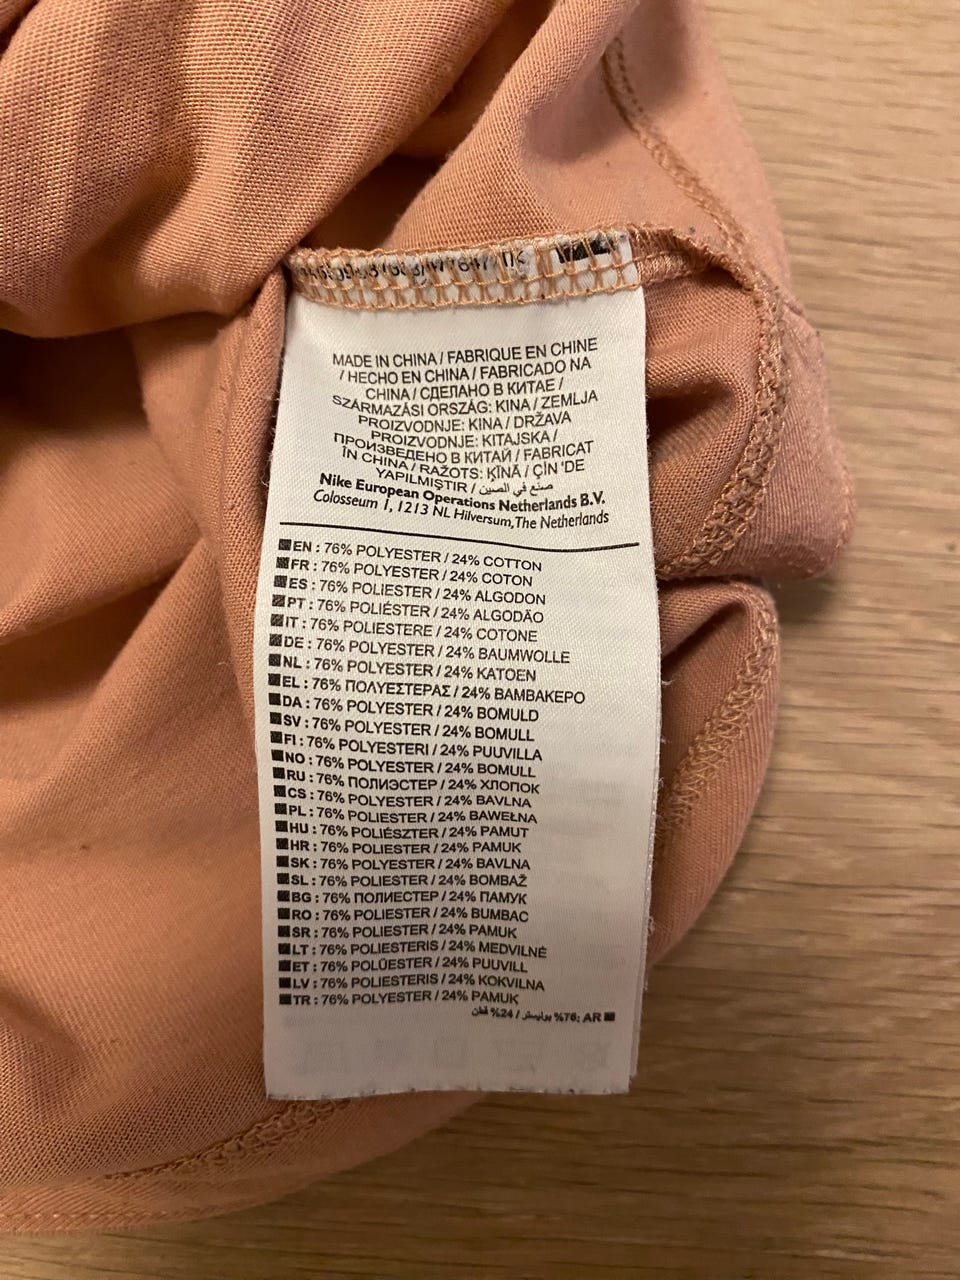 MADE IN CHINA / FABRIQUE EN CHINE
/ HECHO EN CHINA / FABRICADO NA
CHINA / СДЕЛАНО В КИТАЕ /
SZÁRMAZÁSI ORSZÁG: KINA / ZEMLJA
PROIZVODNJE: KINA / DRŽAVA
PROIZVODNJE: KITAJSKA /
ПРОИЗВЕДЕНО В КИТАЙ / FABRICAT
ÎN CHINA / RAŽOTS: ĶĪNĀ / ÇİN 'DE
YAPILMIŞTIR / صنع في الصين
Nike European Operations Netherlands B.V.
Colosseum 1, 1213 NL Hilversum, The Netherlands
EN : 76% POLYESTER / 24% COTTON
FR : 76% POLYESTER / 24% COTON
ES : 76% POLIESTER / 24% ALGODON
PT : 76% POLIÉSTER / 24% ALGODÃO
IT : 76% POLIESTERE / 24% COTONE
DE : 76% POLYESTER / 24% BAUMWOLLE
NL : 76% POLYESTER / 24% KATOEN
EL : 76% ΠΟΛΥΕΣΤΕΡΑΣ / 24% ΒΑΜΒΑΚΕΡΟ
DA : 76% POLYESTER / 24% BOMULD
SV : 76% POLYESTER / 24% BOMULL
FI : 76% POLYESTERI / 24% PUUVILLA
NO : 76% POLYESTER / 24% BOMULL
RU : 76% ПОЛИЭСТЕР / 24% ХЛОПОК
CS : 76% POLYESTER / 24% BAVLNA
PL : 76% POLIESTER / 24% BAWEŁNA
HU : 76% POLIÉSZTER / 24% PAMUT
HR : 76% POLIESTER / 24% PAMUK
SK : 76% POLYESTER / 24% BAVLNA
SL : 76% POLIESTER / 24% BOMBAŽ
BG : 76% ПОЛИЕСТЕР / 24% ПАМУК
RO : 76% POLIESTER / 24% BUMBAC
SR : 76% POLIESTER / 24% PAMUK
LT : 76% POLIESTERIS / 24% MEDVILNĖ
ET : 76% POLÜESTER / 24% PUUVILL
LV : 76% POLIESTERIS / 24% KOKVILNA
TR : 76% POLYESTER / 24% PAMUK
AR :76% بوليستر / 24% قطن